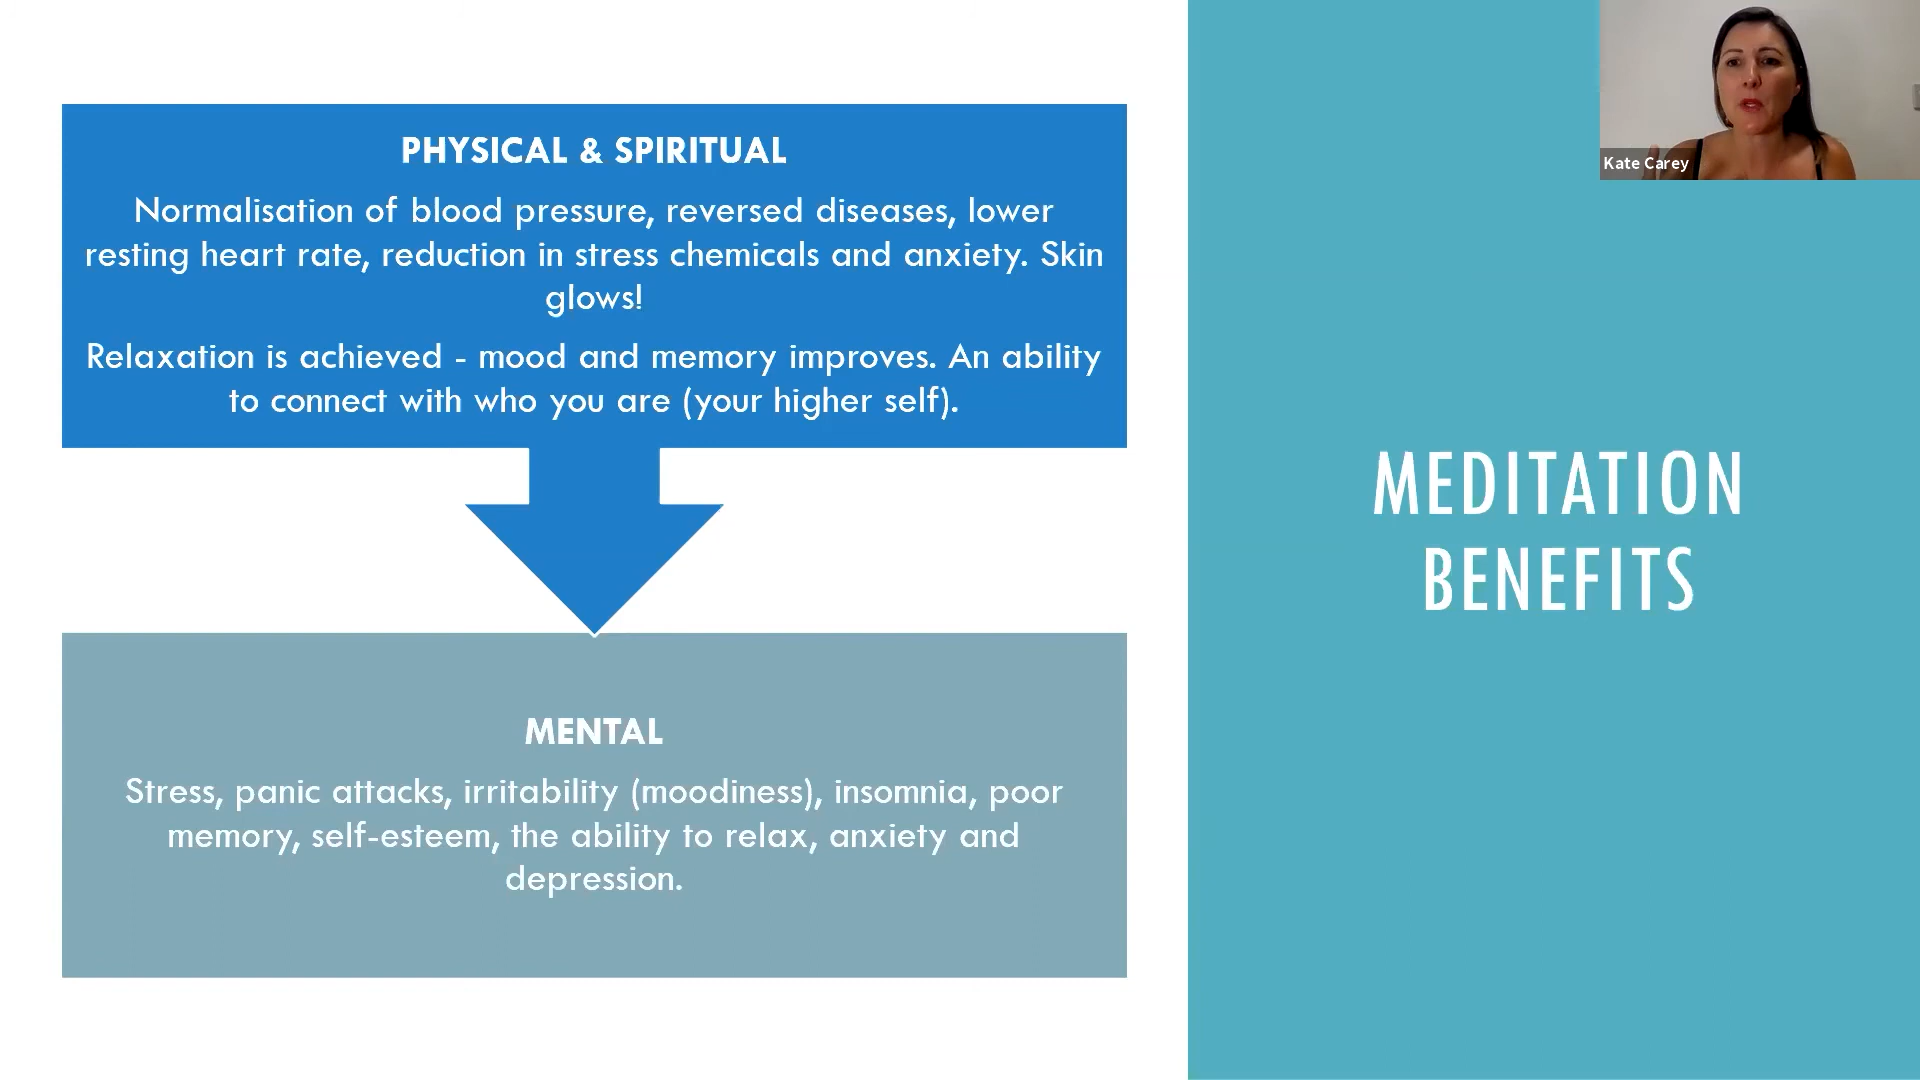 PHYSICAL & SPIRITUAL
Normalisation of blood pressure, reversed diseases, lower
resting heart rate, reduction in stress chemicals and anxiety. Skin
glows!
Relaxation is achieved - mood and memory improves. An ability
to connect with who you are (your higher self).
MENTAL
Stress, panic attacks, irritability (moodiness), insomnia, poor
memory, self-esteem, the ability to relax, anxiety and
depression.
MEDITATION
BENEFITS
Kate Carey